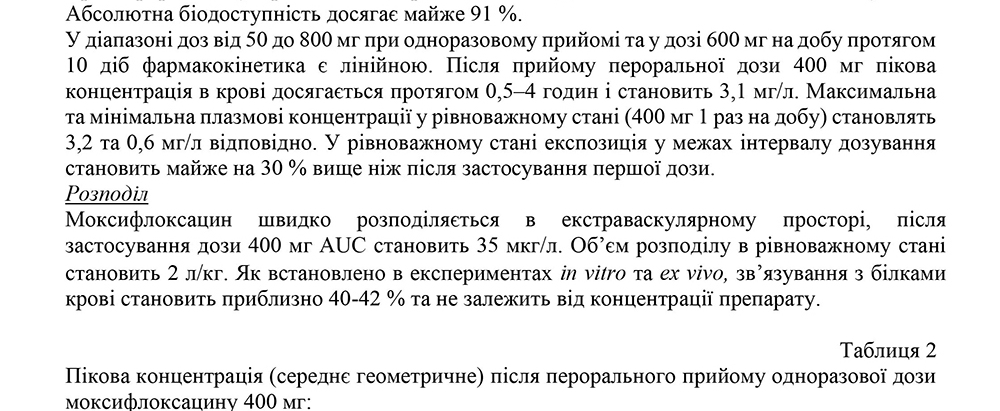 Абсолютна біодоступність досягає майже 91 %.
У діапазоні доз від 50 до 800 мг при одноразовому прийомі та у дозі 600 мг на добу протягом
10 діб фармакокінетика є лінійною. Після прийому пероральної дози 400 мг пікова
концентрація в крові досягається протягом 0,5–4 годин і становить 3,1 мг/л. Максимальна
та мінімальна плазмові концентрації у рівноважному стані (400 мг 1 раз на добу) становлять
3,2 та 0,6 мг/л відповідно. У рівноважному стані експозиція у межах інтервалу дозування
становить майже на 30 % вище ніж після застосування першої дози.
Розподіл
Моксифлоксацин швидко розподіляється в екстраваскулярному просторі, після
застосування дози 400 мг AUC становить 35 мкг/л. Об’єм розподілу в рівноважному стані
становить 2 л/кг. Як встановлено в експериментах in vitro та ex vivo, зв’язування з білками
крові становить приблизно 40-42 % та не залежить від концентрації препарату.
Таблиця 2
Пікова концентрація (середнє геометричне) після перорального прийому одноразової дози
моксифлоксацину 400 мг: